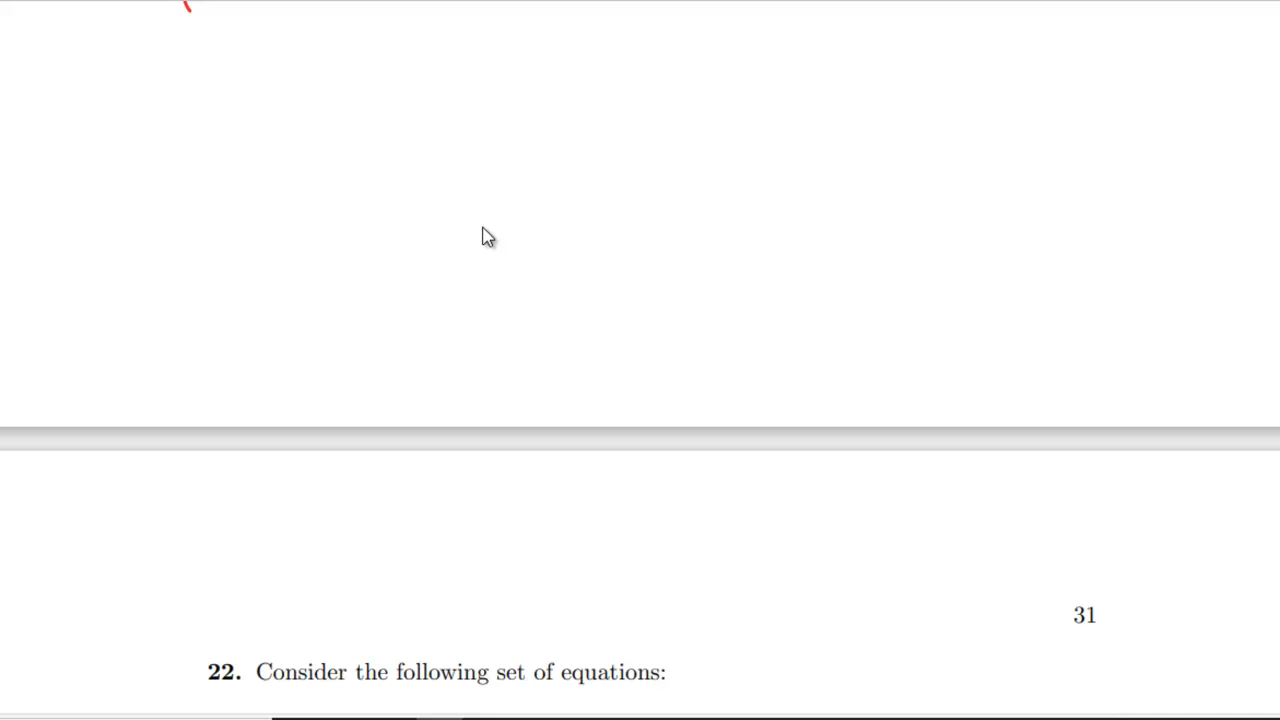 31
22. Consider the following set of equations: